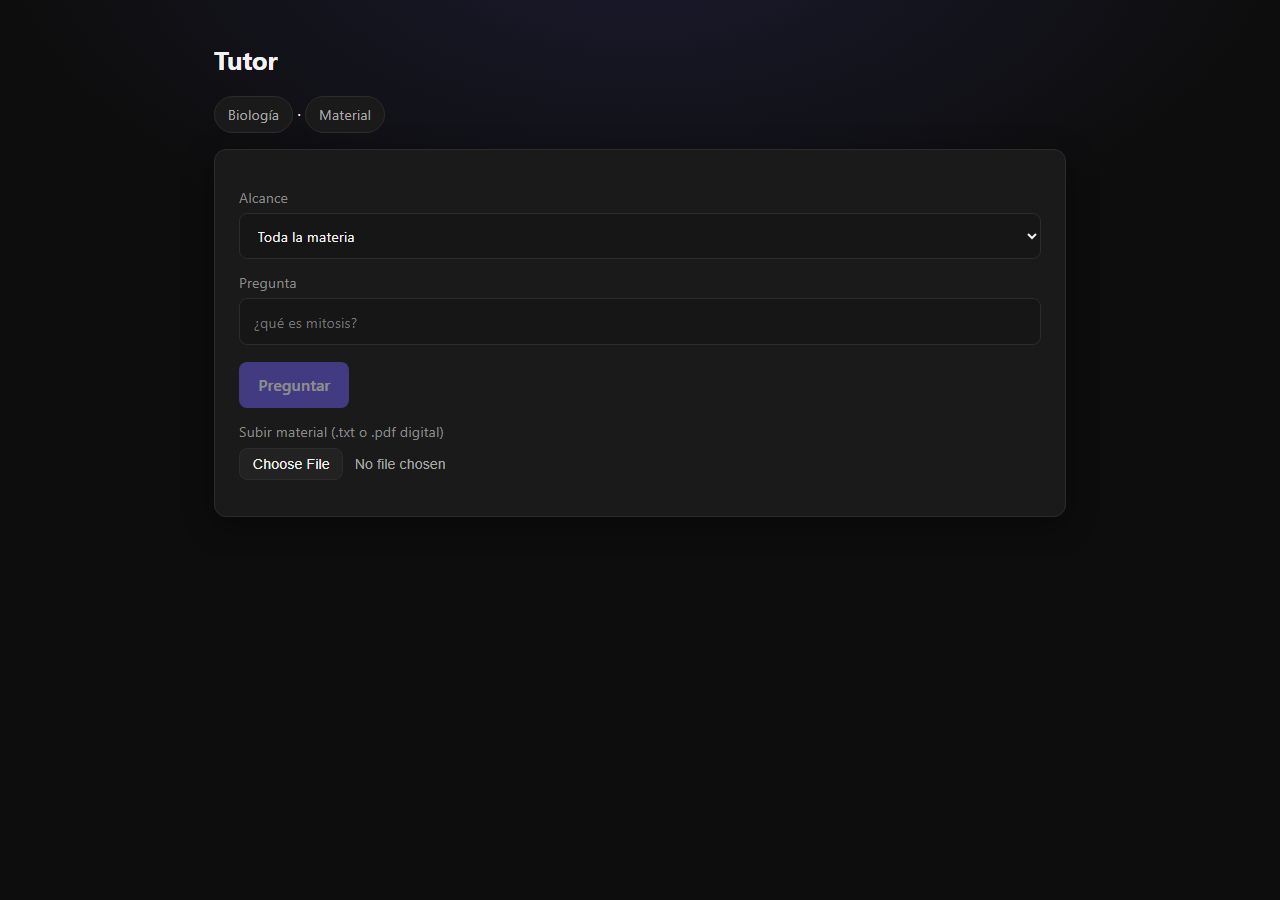 Tutor
Biología · Material
Alcance
Toda la materia
Pregunta
¿qué es mitosis?
Preguntar
Subir material (.txt o .pdf digital)
Choose File No file chosen